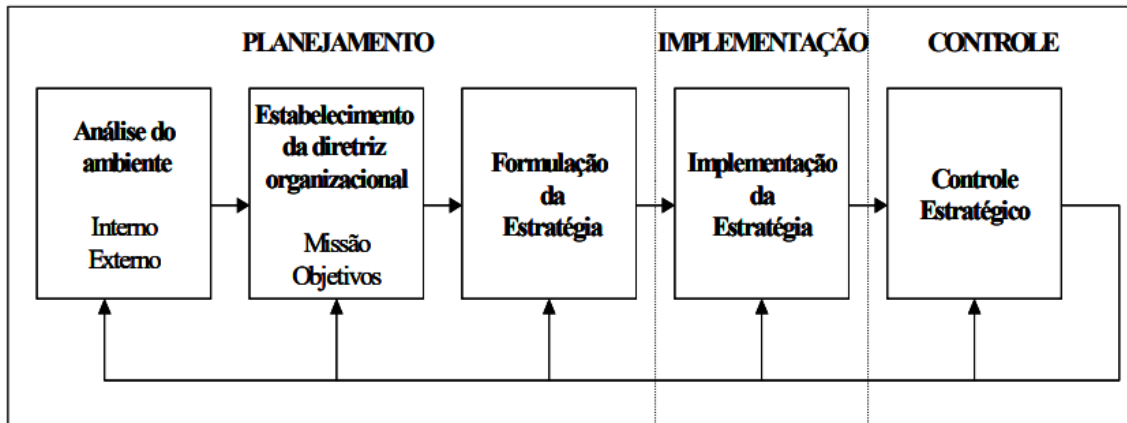 PLANEJAMENTO
IMPLEMENTAÇÃO
CONTROLE
Análise do
ambiente
Interno
Externo
Estabelecimento
da diretriz
organizacional
Missão
Objetivos
Formulação
da
Estratégia
Implementação
da
Estratégia
Controle
Estratégico